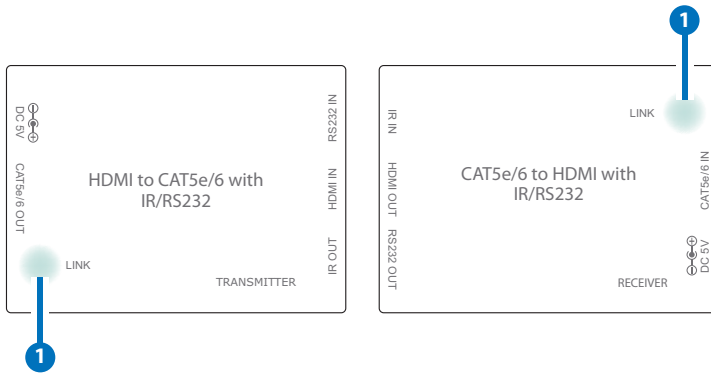 1
DC 5V
CAT5e/6 OUT
HDMI to CAT5e/6 with
IR/RS232
RS232 IN
HDMI IN
IR OUT
LINK
TRANSMITTER
1
IR IN
HDMI OUT
RS232 OUT
LINK
CAT5e/6 to HDMI with
IR/RS232
CAT5e/6 IN
DC 5V
RECEIVER